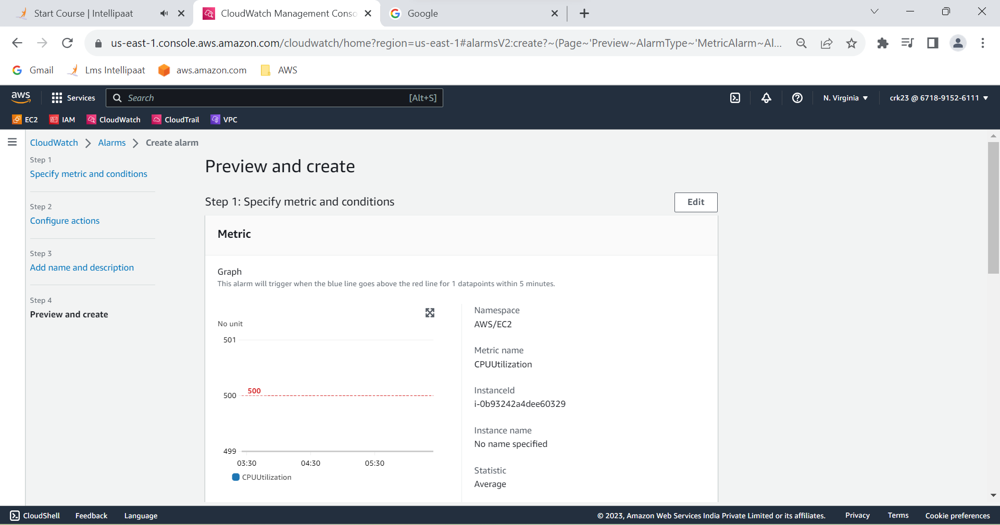 Start Course | Intellipaat
CloudWatch Management Conso
Google
us-east-1.console.aws.amazon.com/cloudwatch/home?region=us-east-1#alarmsV2:create?~(Page~'Preview~AlarmType~'MetricAlarm~Al...
Gmail
Lms Intellipaat
aws.amazon.com
AWS
aws
Services
Search
[Alt+S]
N. Virginia
crk23 @ 6718-9152-6111
EC2
IAM
CloudWatch
CloudTrail
VPC
CloudWatch
Alarms
Create alarm
Step 1
Specify metric and conditions
Step 2
Configure actions
Step 3
Add name and description
Step 4
Preview and create
Preview and create
Step 1: Specify metric and conditions
Edit
Metric
Graph
This alarm will trigger when the blue line goes above the red line for 1 datapoints within 5 minutes.
No unit
501
500
500
499
03:30
04:30
05:30
CPUUtilization
Namespace
AWS/EC2
Metric name
CPUUtilization
InstanceId
i-0b93242a4dee60329
Instance name
No name specified
Statistic
Average
CloudShell
Feedback
Language
© 2023, Amazon Web Services India Private Limited or its affiliates.
Privacy
Terms
Cookie preferences